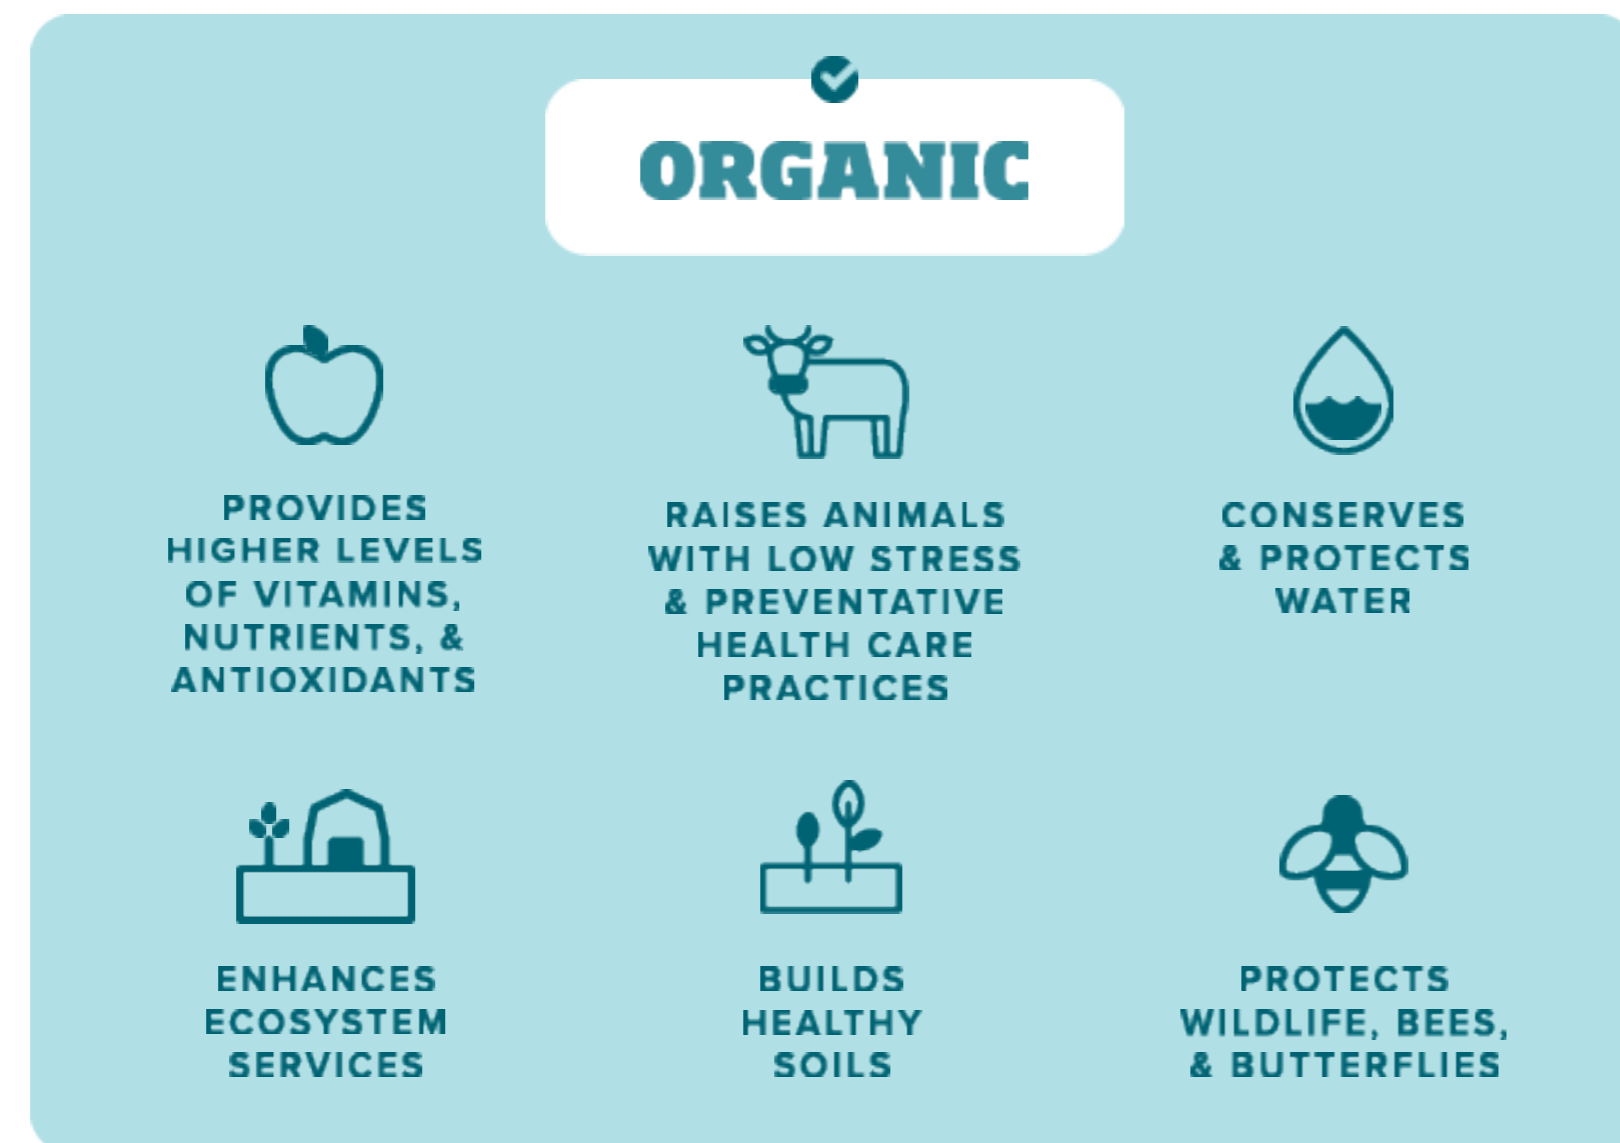 ORGANIC
PROVIDES
HIGHER LEVELS
OF VITAMINS,
NUTRIENTS, &
ANTIOXIDANTS
RAISES ANIMALS
WITH LOW STRESS
& PREVENTATIVE
HEALTH CARE
PRACTICES
CONSERVES
& PROTECTS
WATER
ENHANCES
ECOSYSTEM
SERVICES
BUILDS
HEALTHY
SOILS
PROTECTS
WILDLIFE, BEES,
& BUTTERFLIES